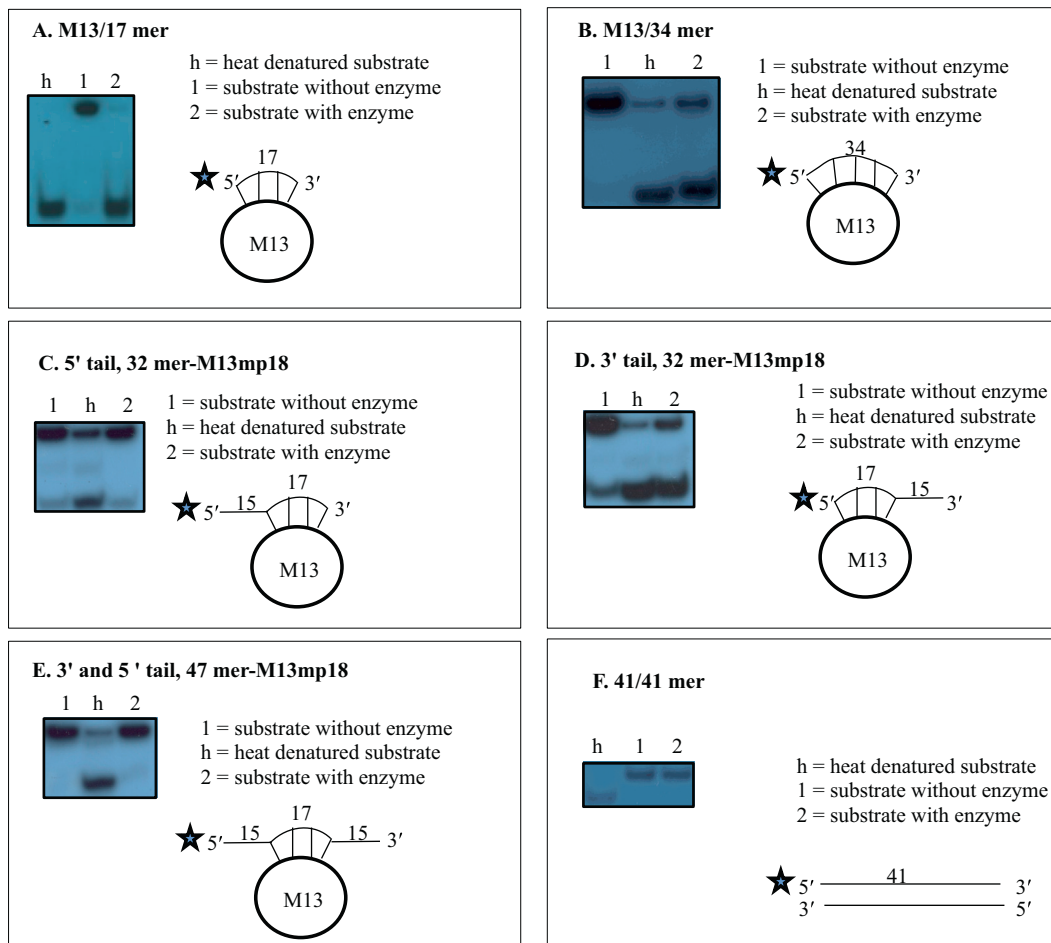 A. M13/17 mer
h 1 2
h = heat denatured substrate
1 = substrate without enzyme
2 = substrate with enzyme
17
5′ 3′
M13
B. M13/34 mer
1 h 2
1 = substrate without enzyme
h = heat denatured substrate
2 = substrate with enzyme
34
5′ 3′
M13
C. 5' tail, 32 mer-M13mp18
1 h 2
1 = substrate without enzyme
h = heat denatured substrate
2 = substrate with enzyme
17
5′ 15 3′
M13
D. 3' tail, 32 mer-M13mp18
1 h 2
1 = substrate without enzyme
h = heat denatured substrate
2 = substrate with enzyme
17
5′ 15 3′
M13
E. 3' and 5 ' tail, 47 mer-M13mp18
1 h 2
1 = substrate without enzyme
h = heat denatured substrate
2 = substrate with enzyme
17
5′ 15 15 3′
M13
F. 41/41 mer
h 1 2
h = heat denatured substrate
1 = substrate without enzyme
2 = substrate with enzyme
5′ 41 3′
3′ 5′